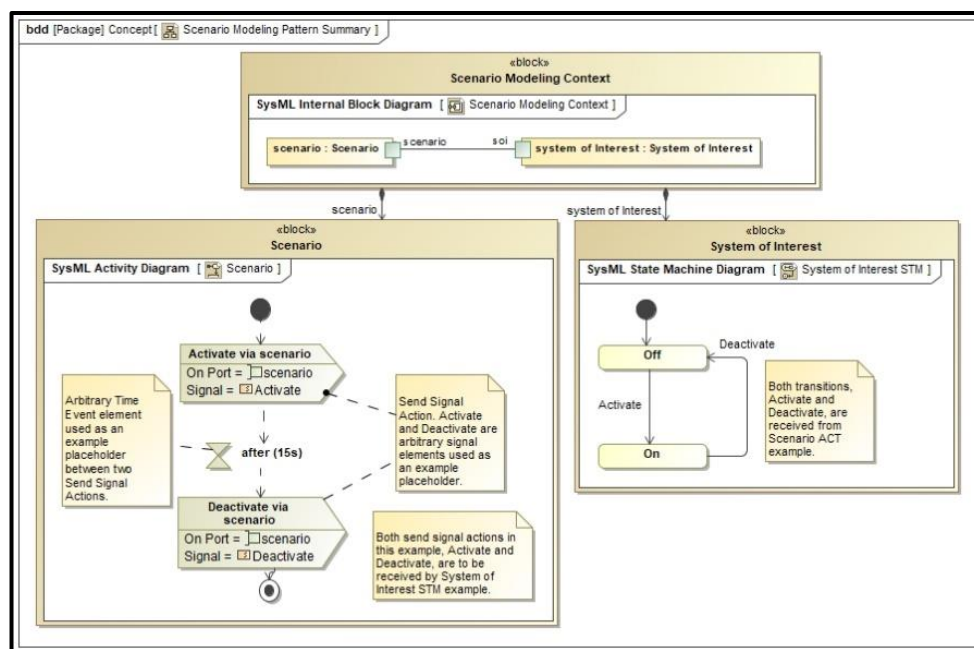 bdd [Package] Concept [ Scenario Modeling Pattern Summary ]
«block»
Scenario Modeling Context
SysML Internal Block Diagram [ Scenario Modeling Context ]
scenario : Scenario
scenario
soi
system of Interest : System of Interest
scenario
system of Interest
«block»
Scenario
SysML Activity Diagram [ Scenario ]
Activate via scenario
On Port = scenario
Signal = Activate
Arbitrary Time
Event element
used as an
example
placeholder
between two
Send Signal
Actions.
after (15s)
Send Signal
Action. Activate
and Deactivate are
arbitrary signal
elements used as
an example
placeholder.
Deactivate via
scenario
On Port = scenario
Signal = Deactivate
Both send signal actions in
this example, Activate and
Deactivate, are to be
received by System of
Interest STM example.
«block»
System of Interest
SysML State Machine Diagram [ System of Interest STM ]
Off
Deactivate
Activate
On
Both transitions,
Activate and
Deactivate, are
received from
Scenario ACT
example.